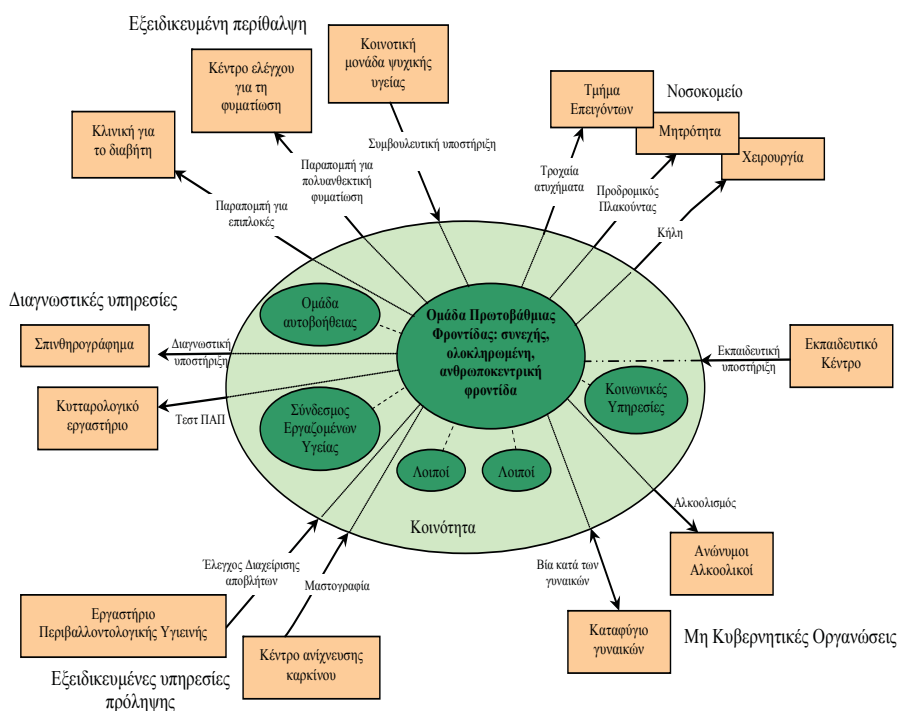 Εξειδικευμένη περίθαλψη
Κέντρο ελέγχου
για τη
φυματίωση
Κοινοτική
μονάδα ψυχικής
υγείας
Κλινική για
το διαβήτη
Νοσοκομείο
Τμήμα
Επειγόντων
Μητρότητα
Χειρουργία
Συμβουλευτική υποστήριξη
Παραπομπή για
πολυανθεκτική
φυματίωση
Παραπομπή για
επιπλοκές
Τροχαία
ατυχήματα
Προδρομικός
Πλακούντας
Κήλη
Διαγνωστικές υπηρεσίες
Σπινθηρογράφημα
Διαγνωστική
υποστήριξη
Κυτταρολογικό
εργαστήριο
Τεστ ΠΑΠ
Ομάδα
αυτοβοήθειας
Ομάδα Πρωτοβάθμιας
Φροντίδας: συνεχής,
ολοκληρωμένη,
ανθρωποκεντρική
φροντίδα
Εκπαιδευτική
υποστήριξη
Εκπαιδευτικό
Κέντρο
Κοινωνικές
Υπηρεσίες
Σύνδεσμος
Εργαζομένων
Υγείας
Λοιποί
Λοιποί
Κοινότητα
Αλκοολισμός
Ανώνυμοι
Αλκοολικοί
Έλεγχος Διαχείρισης
αποβλήτων
Μαστογραφία
Βία κατά των
γυναικών
Εργαστήριο
Περιβαλλοντολογικής Υγιεινής
Κέντρο ανίχνευσης
καρκίνου
Καταφύγιο
γυναικών
Μη Κυβερνητικές Οργανώσεις
Εξειδικευμένες υπηρεσίες
πρόληψης